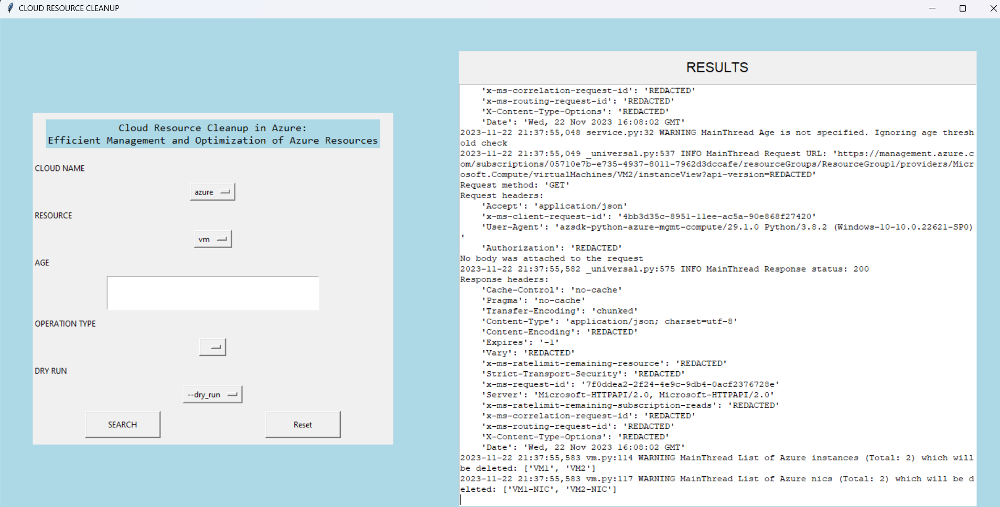 CLOUD RESOURCE CLEANUP
Cloud Resource Cleanup in Azure:
Efficient Management and Optimization of Azure Resources
CLOUD NAME
azure
RESOURCE
vm
AGE
OPERATION TYPE
DRY RUN
--dry_run
SEARCH
Reset
RESULTS
'x-ms-correlation-request-id': 'REDACTED'
'x-ms-routing-request-id': 'REDACTED'
'X-Content-Type-Options': 'REDACTED'
'Date': 'Wed, 22 Nov 2023 16:08:02 GMT'
2023-11-22 21:37:55,048 service.py:32 WARNING MainThread Age is not specified. Ignoring age thresh
old check
2023-11-22 21:37:55,049 _universal.py:537 INFO MainThread Request URL: 'https://management.azure.c
om/subscriptions/05710e7b-e735-4937-8011-7962d3dccafe/resourceGroups/ResourceGroup1/providers/Micr
osoft.Compute/virtualMachines/VM2/instanceView?api-version=REDACTED'
Request method: 'GET'
Request headers:
'Accept': 'application/json'
'x-ms-client-request-id': '4bb3d35c-8951-11ee-ac5a-90e868f27420'
'User-Agent': 'azsdk-python-azure-mgmt-compute/29.1.0 Python/3.8.2 (Windows-10-10.0.22621-SP0)
'
'Authorization': 'REDACTED'
No body was attached to the request
2023-11-22 21:37:55,582 _universal.py:575 INFO MainThread Response status: 200
Response headers:
'Cache-Control': 'no-cache'
'Pragma': 'no-cache'
'Transfer-Encoding': 'chunked'
'Content-Type': 'application/json; charset=utf-8'
'Content-Encoding': 'REDACTED'
'Expires': '-1'
'Vary': 'REDACTED'
'x-ms-ratelimit-remaining-resource': 'REDACTED'
'Strict-Transport-Security': 'REDACTED'
'x-ms-request-id': '7f0ddea2-2f24-4e9c-9db4-0acf2376728e'
'Server': 'Microsoft-HTTPAPI/2.0, Microsoft-HTTPAPI/2.0'
'x-ms-ratelimit-remaining-subscription-reads': 'REDACTED'
'x-ms-correlation-request-id': 'REDACTED'
'x-ms-routing-request-id': 'REDACTED'
'X-Content-Type-Options': 'REDACTED'
'Date': 'Wed, 22 Nov 2023 16:08:02 GMT'
2023-11-22 21:37:55,583 vm.py:114 WARNING MainThread List of Azure instances (Total: 2) which will
be deleted: ['VM1', 'VM2']
2023-11-22 21:37:55,583 vm.py:117 WARNING MainThread List of Azure nics (Total: 2) which will be d
eleted: ['VM1-NIC', 'VM2-NIC']